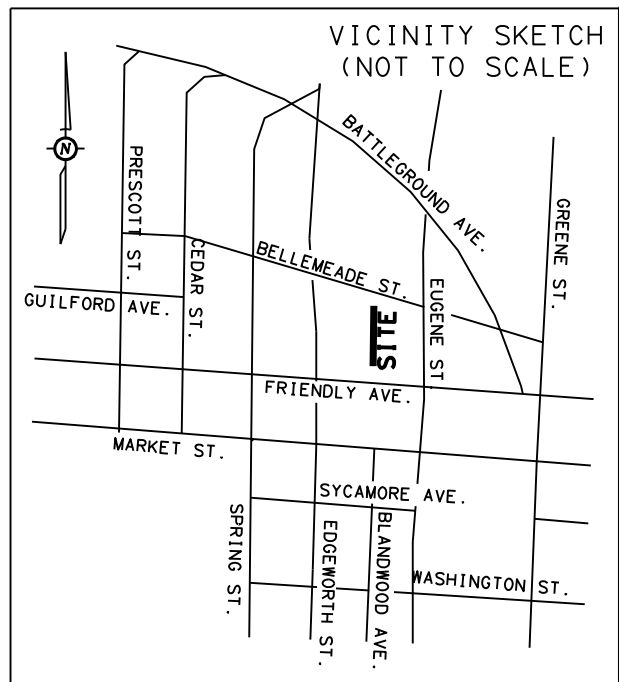 VICINITY SKETCH
(NOT TO SCALE)
N
BATTLEGROUND AVE.
PRESCOTT ST.
GREENE ST.
CEDAR ST.
BELLEMEADE ST.
EUGENE ST.
GUILFORD AVE.
SITE
FRIENDLY AVE.
MARKET ST.
SYCAMORE AVE.
SPRING ST.
EDGEWORTH ST.
BLANDWOOD AVE.
WASHINGTON ST.